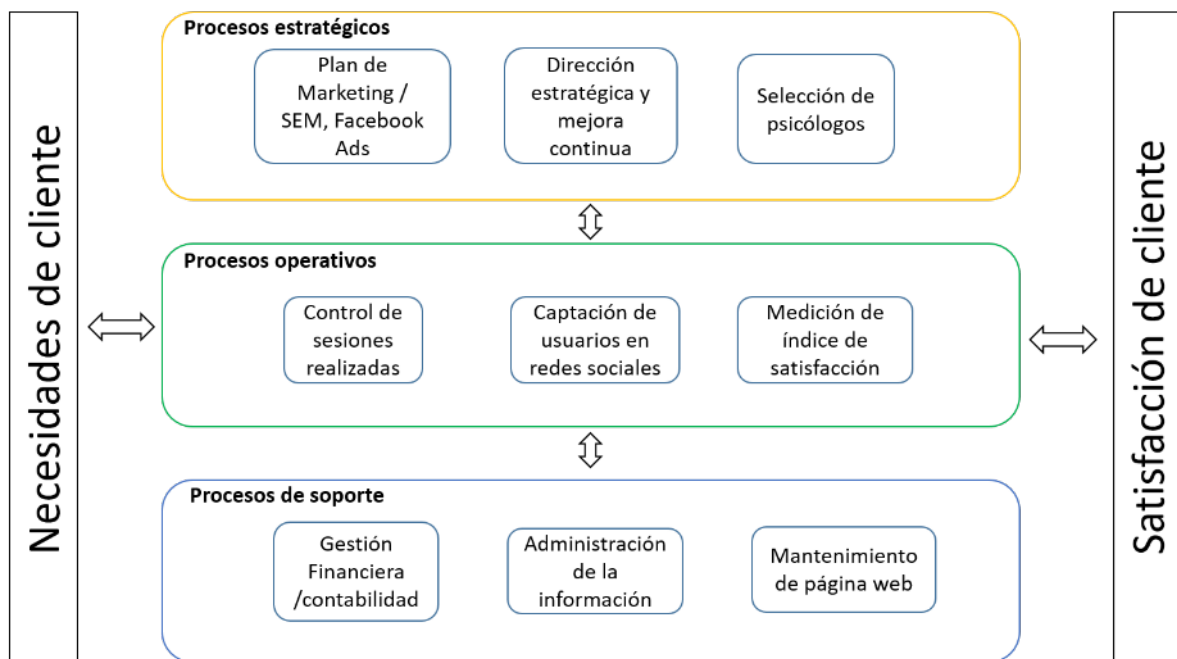 Necesidades de cliente
Procesos estratégicos
Plan de
Marketing /
SEM, Facebook
Ads
Dirección
estratégica y
mejora
continua
Selección de
psicólogos
Procesos operativos
Control de
sesiones
realizadas
Captación de
usuarios en
redes sociales
Medición de
índice de
satisfacción
Procesos de soporte
Gestión
Financiera
/contabilidad
Administración
de la
información
Mantenimiento
de página web
Satisfacción de cliente